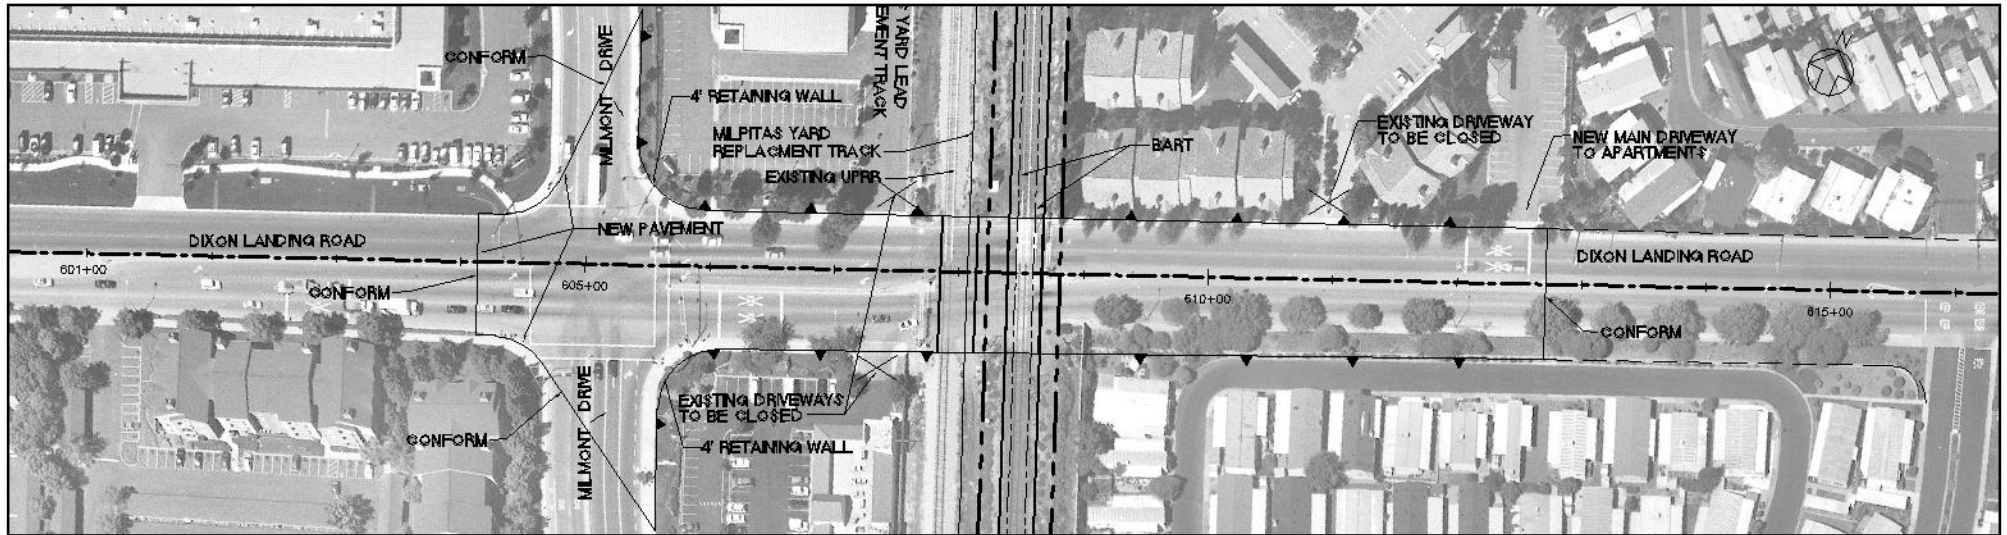 YARD LEAD
EMENT TRACK
N
CONFORM
MILMONT DRIVE
4' RETAINING WALL
MILPITAS YARD
REPLACMENT TRACK
EXISTING UPRR
BART
EXISTING DRIVEWAY
TO BE CLOSED
NEW MAIN DRIVEWAY
TO APARTMENTS
DIXON LANDING ROAD
NEW PAVEMENT
DIXON LANDING ROAD
601+00
605+00
610+00
615+00
CONFORM
CONFORM
MILMONT DRIVE
EXISTING DRIVEWAYS
TO BE CLOSED
CONFORM
4' RETAINING WALL